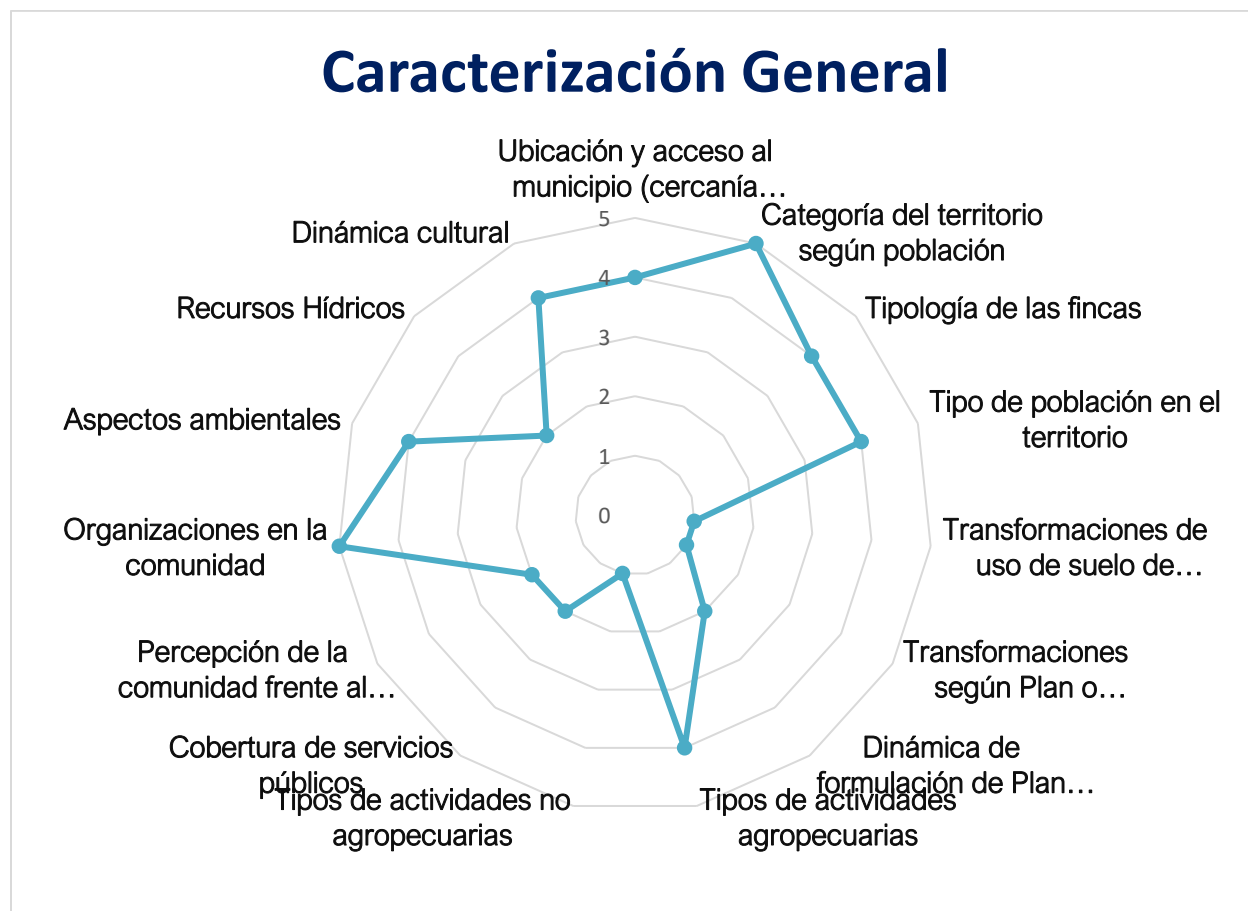 Caracterización General
Ubicación y acceso al
municipio (cercanía…
Categoría del territorio
según población
Tipología de las fincas
Tipo de población en el
territorio
Transformaciones de
uso de suelo de…
Transformaciones
según Plan o…
Dinámica de
formulación de Plan…
Tipos de actividades
agropecuarias
Tipos de actividades no
agropecuarias
Cobertura de servicios
públicos
Percepción de la
comunidad frente al…
Organizaciones en la
comunidad
Aspectos ambientales
Recursos Hídricos
Dinámica cultural
5
4
3
2
1
0